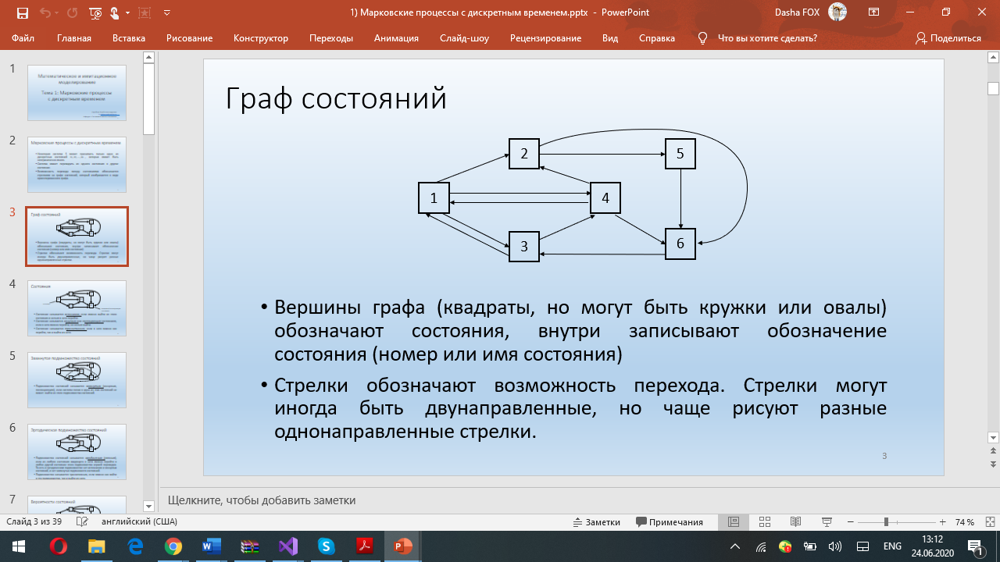 1) Марковские процессы с дискретным временем.pptx - PowerPoint
Dasha FOX
Файл Главная Вставка Рисование Конструктор Переходы Анимация Слайд-шоу Рецензирование Вид Справка Что вы хотите сделать? Поделиться
1
Математическое и имитационное
моделирование
Тема 1: Марковские процессы
с дискретным временем
2
Марковские процессы с дискретным временем
3
Граф состояний
4
Состояния
5
Замкнутое подмножество состояний
6
Эргодическое подмножество состояний
7
Вероятности состояний
Граф состояний
2 5
1 4
3 6
• Вершины графа (квадраты, но могут быть кружки или овалы)
обозначают состояния, внутри записывают обозначение
состояния (номер или имя состояния)
• Стрелки обозначают возможность перехода. Стрелки могут
иногда быть двунаправленные, но чаще рисуют разные
однонаправленные стрелки.
3
Щелкните, чтобы добавить заметки
Слайд 3 из 39 английский (США) Заметки Примечания 74 %
ENG 13:12
24.06.2020
1